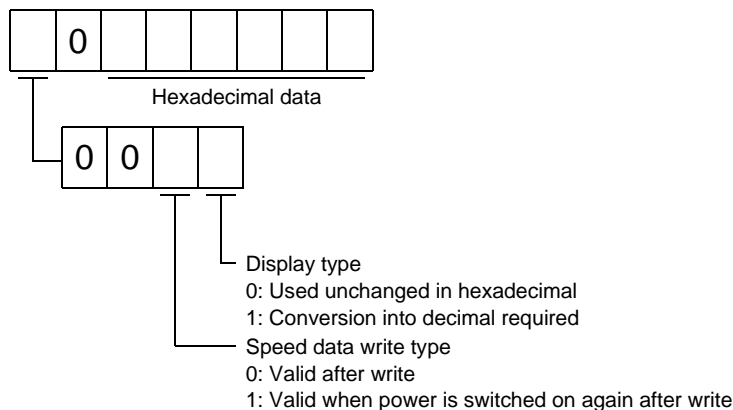 0
Hexadecimal data
0 0
Display type
0: Used unchanged in hexadecimal
1: Conversion into decimal required
Speed data write type
0: Valid after write
1: Valid when power is switched on again after write